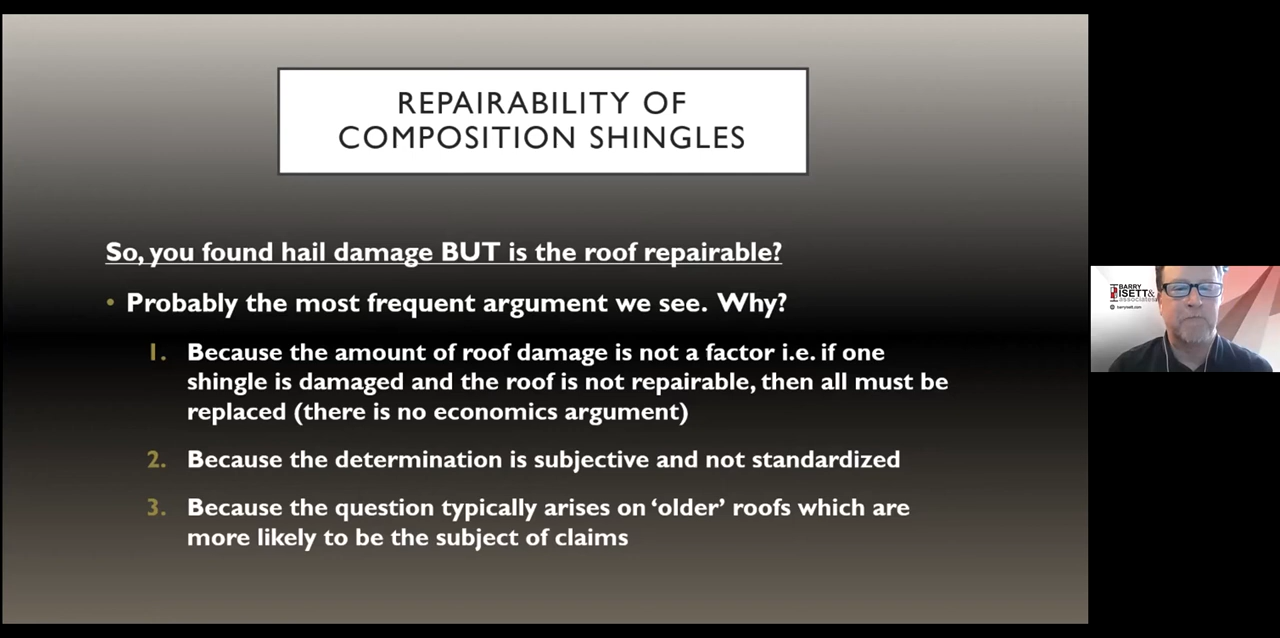 REPAIRABILITY OF
COMPOSITION SHINGLES
So, you found hail damage BUT is the roof repairable?
• Probably the most frequent argument we see. Why?
1. Because the amount of roof damage is not a factor i.e. if one
shingle is damaged and the roof is not repairable, then all must be
replaced (there is no economics argument)
2. Because the determination is subjective and not standardized
3. Because the question typically arises on ‘older’ roofs which are
more likely to be the subject of claims
BARRY
ISETT &
associates
barryisett.com